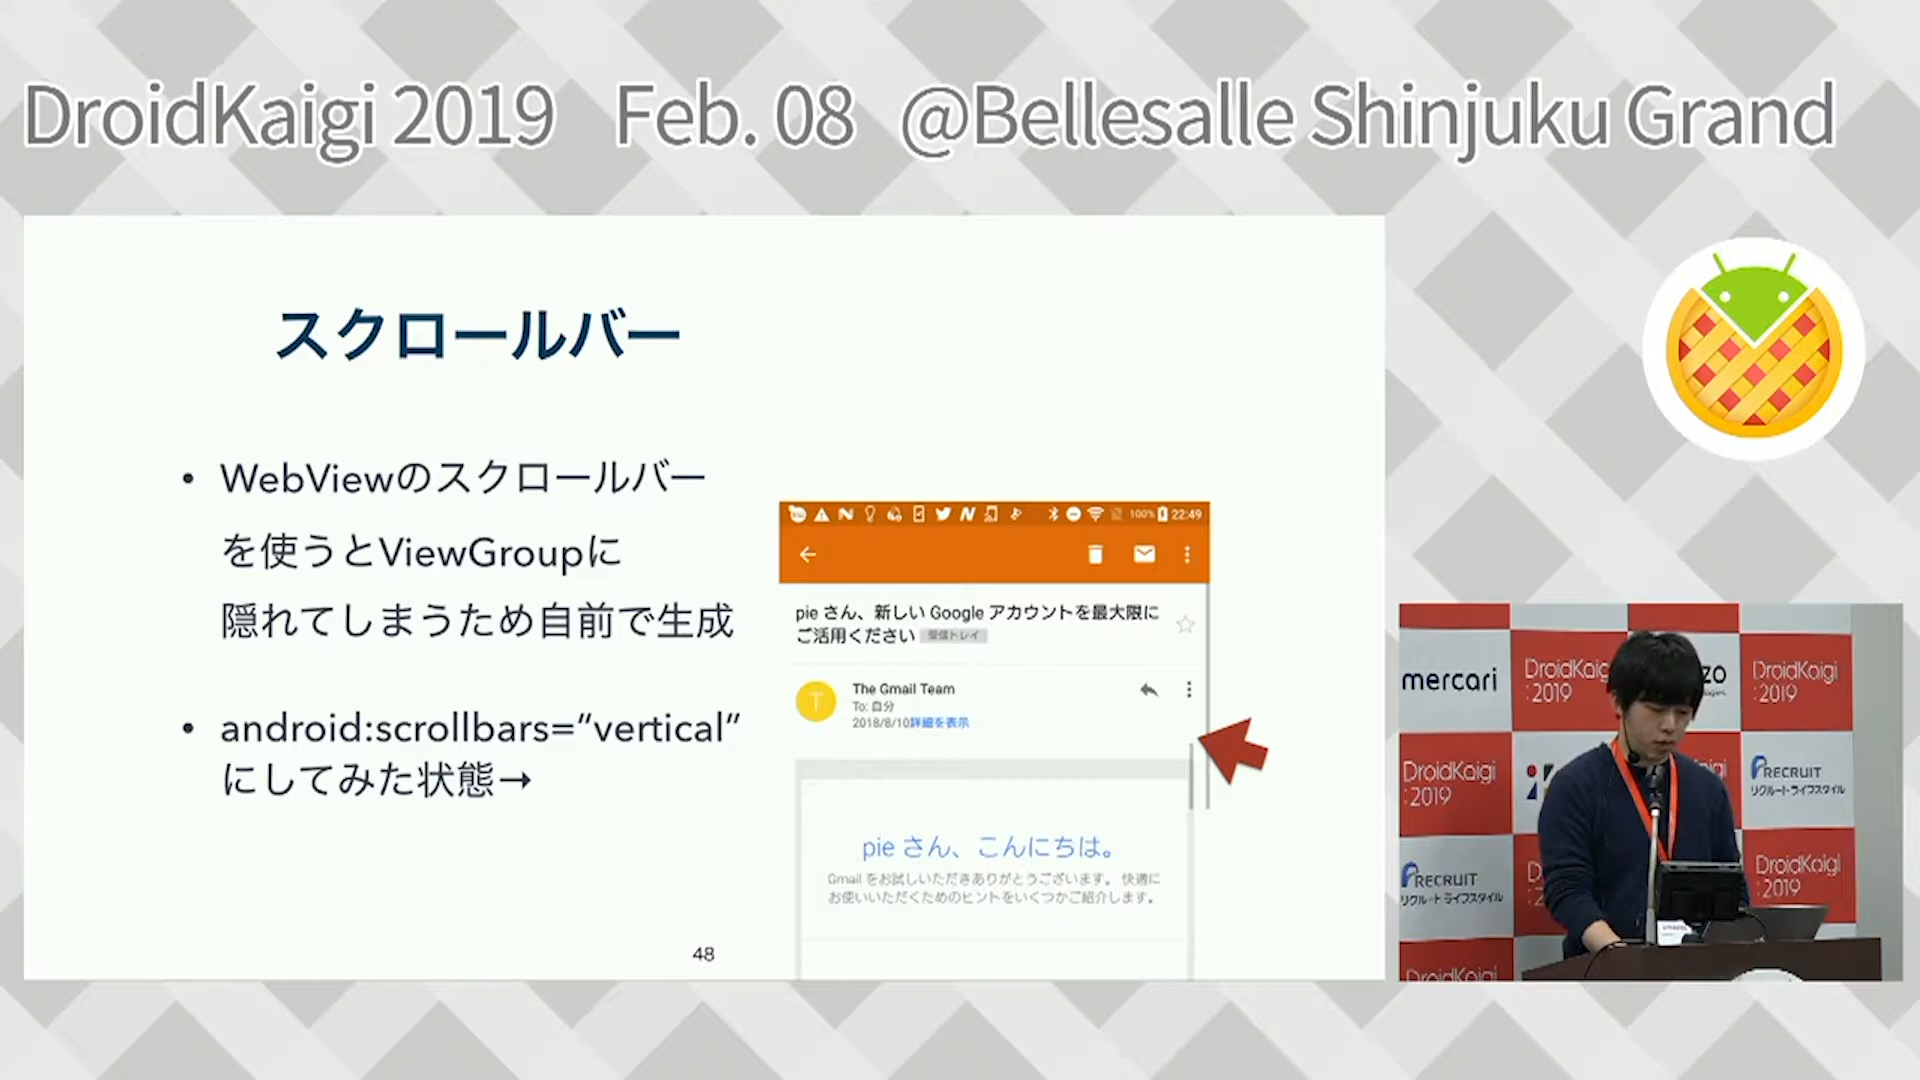 DroidKaigi 2019 Feb. 08 @Bellesalle Shinjuku Grand
スクロールバー
• WebViewのスクロールバー
を使うとViewGroupに
隠れてしまうため自前で生成
• android:scrollbars=“vertical”
にしてみた状態→
100% 22:49
pie さん、新しい Google アカウントを最大限に
ご活用ください 受信トレイ
T
The Gmail Team
To: 自分
2018/8/10詳細を表示
pie さん、こんにちは。
Gmail をお試しいただきありがとうございます。 快適に
お使いいただくためのヒントをいくつかご紹介します。
48
mercari
DroidKaigi
:2019
DroidKaigi
:2019
DroidKaigi
:2019
RECRUIT
リクルートライフスタイル
RECRUIT
リクルートライフスタイル
DroidKaigi
:2019
DroidKaigi